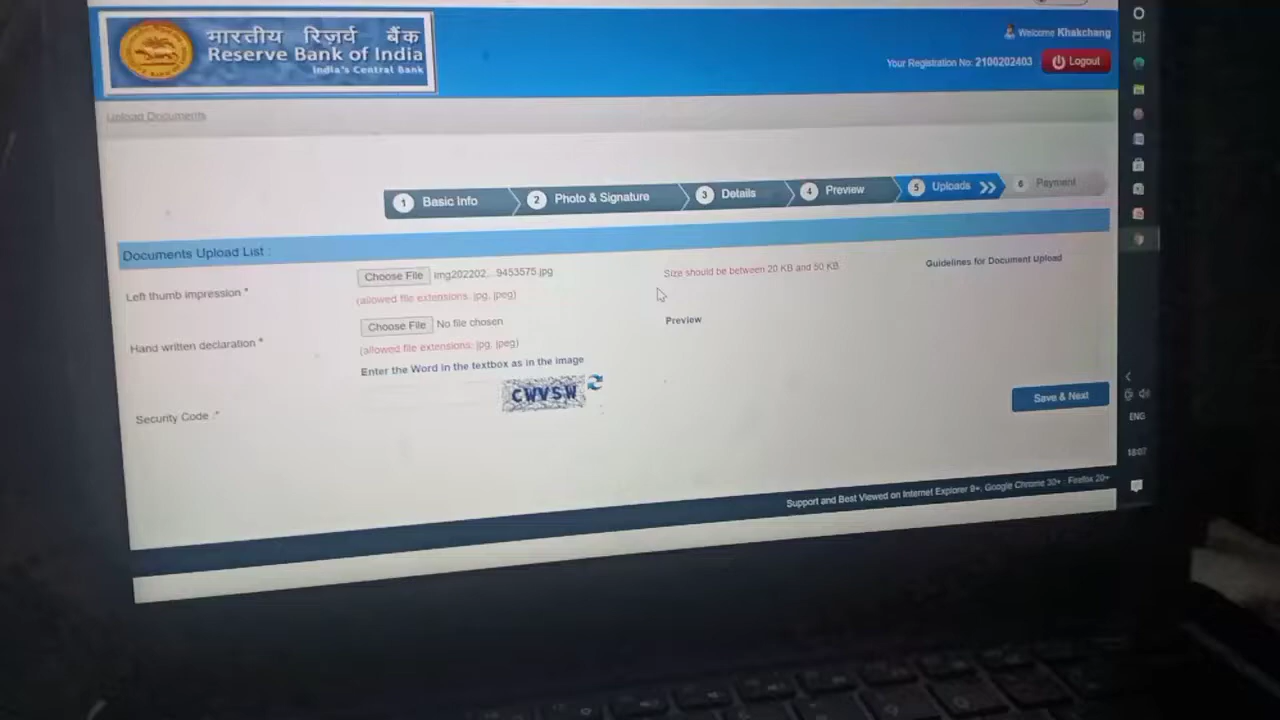 भारतीय रिज़र्व बैंक
Reserve Bank of India
India's Central Bank
Welcome Khakchang
Your Registration No: 2100202403
Logout
Upload Documents
1 Basic Info
2 Photo & Signature
3 Details
4 Preview
5 Uploads
6 Payment
Documents Upload List :
Left thumb impression *
Choose File Img202202...9453575.jpg
(allowed file extensions: jpg, jpeg)
Size should be between 20 KB and 50 KB
Guidelines for Document Upload
Hand written declaration *
Choose File No file chosen
(allowed file extensions: jpg, jpeg)
Preview
Enter the Word in the textbox as in the image
CWVSW
Security Code :*
Save & Next
Support and Best Viewed on Internet Explorer 9+, Google Chrome 30+, Firefox 20+
ENG
18:07